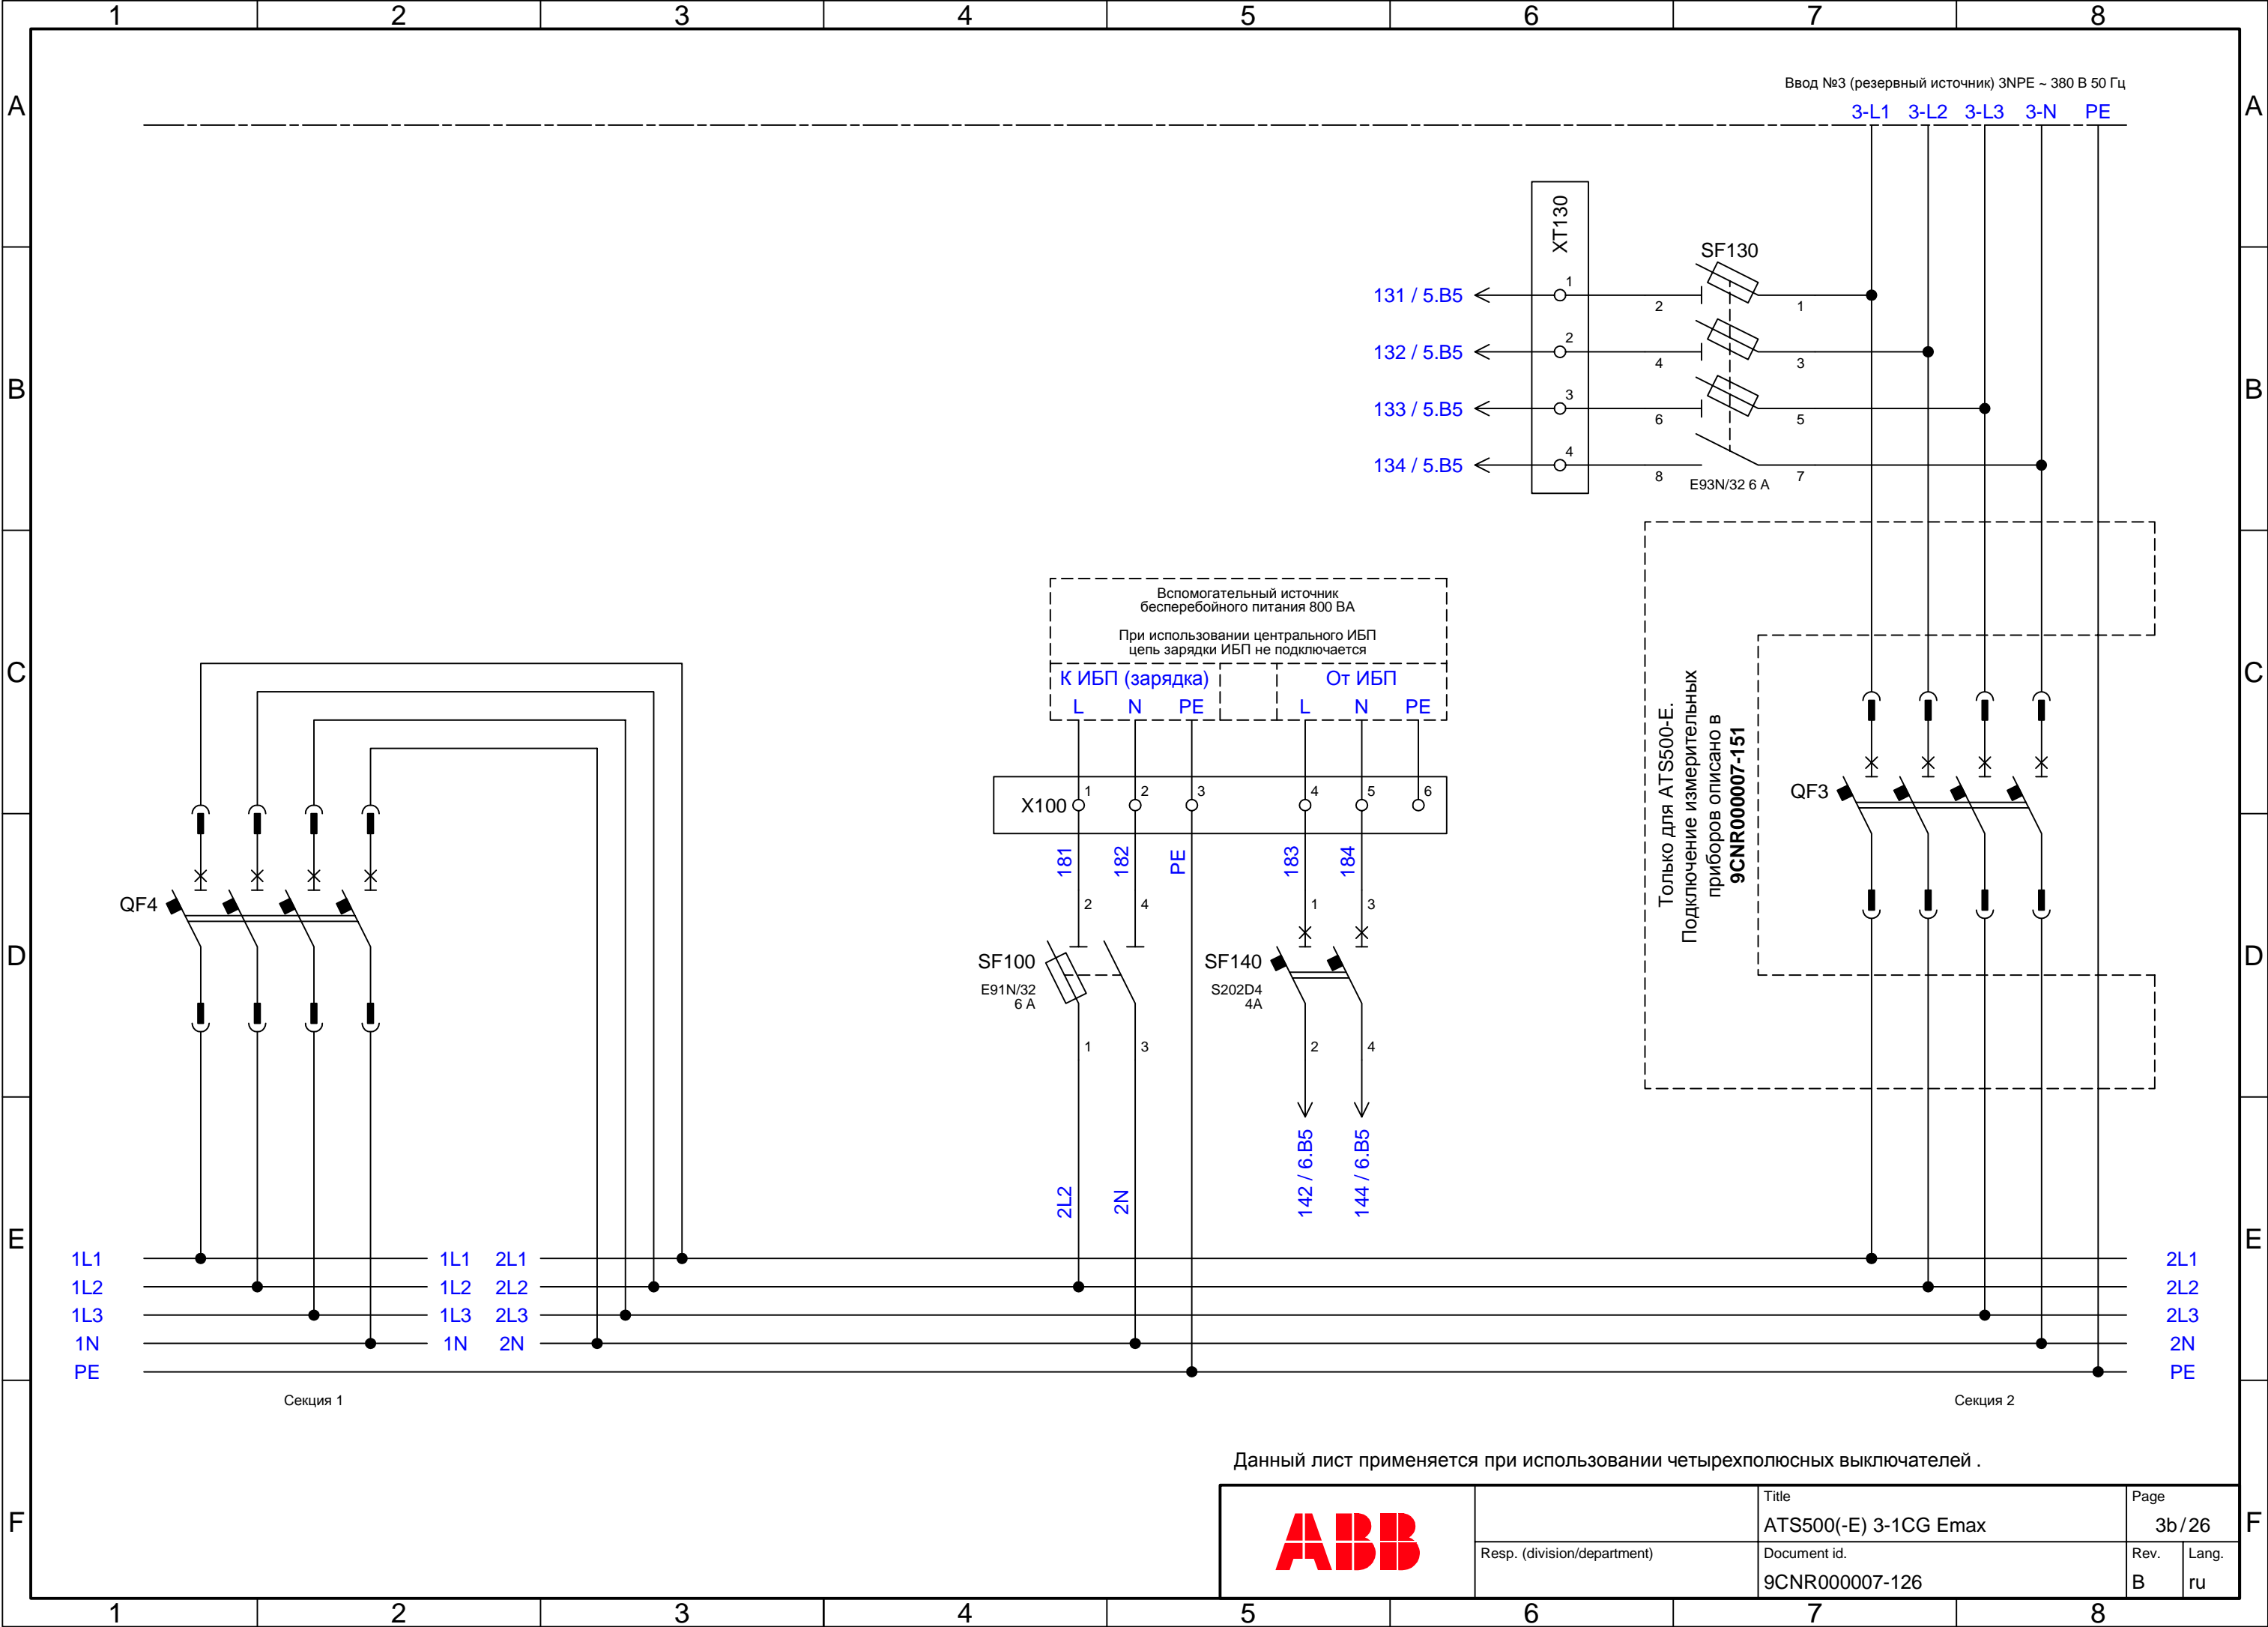 1 2 3 4 5 6 7 8
A A
B B
C C
D D
E E
F F
Ввод №3 (резервный источник) 3NPE ~ 380 В 50 Гц
3-L1 3-L2 3-L3 3-N PE
XT130
SF130
131 / 5.B5 1 2 1
132 / 5.B5 2 4 3
133 / 5.B5 3 6 5
134 / 5.B5 4 8 7
E93N/32 6 A
Вспомогательный источник
бесперебойного питания 800 ВА
При использовании центрального ИБП
цепь зарядки ИБП не подключается
К ИБП (зарядка) От ИБП
L N PE L N PE
X100 1 2 3 4 5 6
181 182 PE 183 184
2 4 1 3
SF100
E91N/32
6 A
SF140
S202D4
4A
1 3 2 4
2L2 2N
142 / 6.B5 144 / 6.B5
Только для ATS500-E.
Подключение измерительных
приборов описано в
9CNR000007-151
QF3
QF4
1L1 1L1 2L1 2L1
1L2 1L2 2L2 2L2
1L3 1L3 2L3 2L3
1N 1N 2N 2N
PE PE
Секция 1 Секция 2
Данный лист применяется при использовании четырехполюсных выключателей .
ABB
Title
ATS500(-E) 3-1CG Emax
Page
3b / 26
Resp. (division/department)
Document id.
9CNR000007-126
Rev.
B
Lang.
ru
1 2 3 4 5 6 7 8